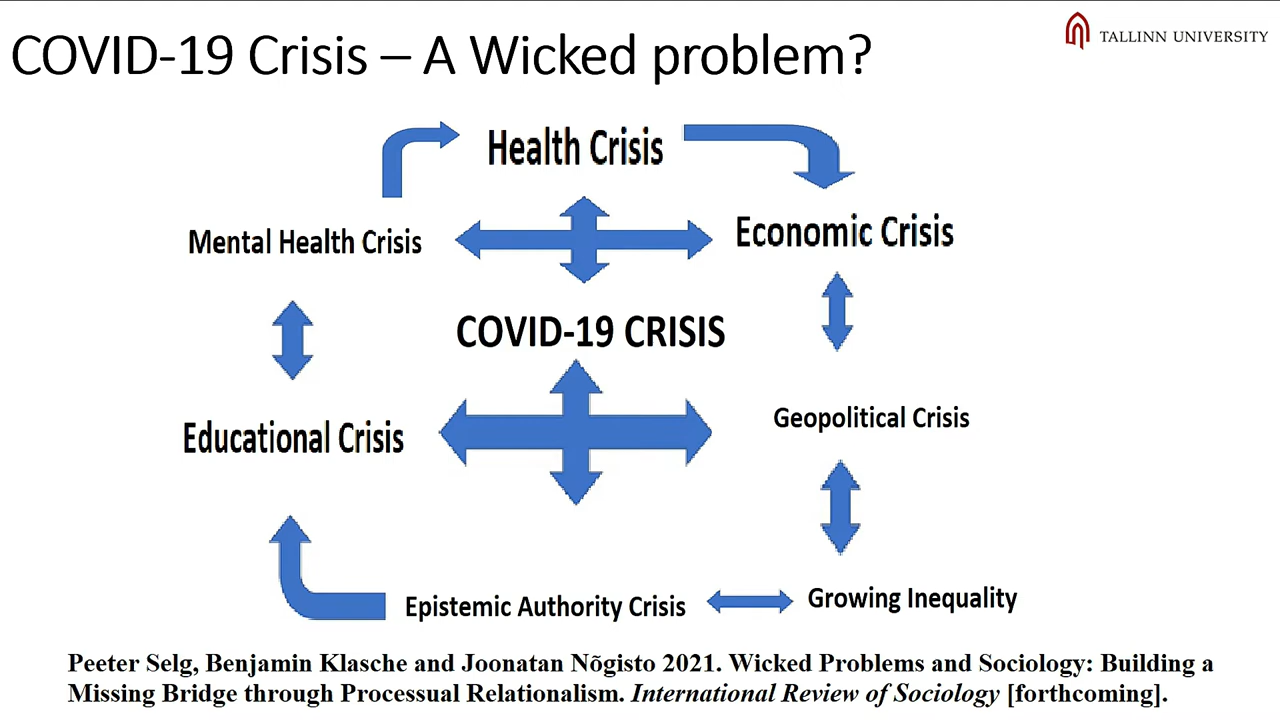 COVID-19 Crisis – A Wicked problem?
TALLINN UNIVERSITY
Health Crisis
Mental Health Crisis
Economic Crisis
COVID-19 CRISIS
Educational Crisis
Geopolitical Crisis
Epistemic Authority Crisis
Growing Inequality
Peeter Selg, Benjamin Klasche and Joonatan Nõgisto 2021. Wicked Problems and Sociology: Building a
Missing Bridge through Processual Relationalism. International Review of Sociology [forthcoming].